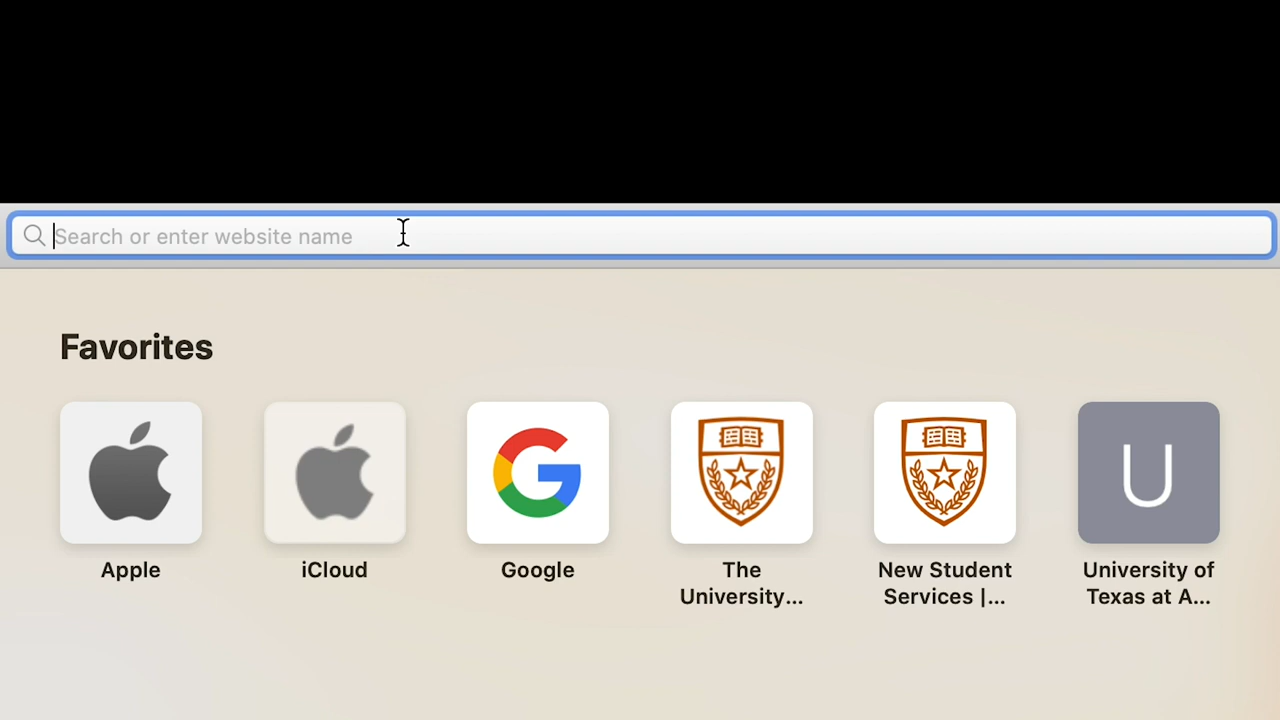 Search or enter website name
Favorites
U
Apple
iCloud
Google
The
University...
New Student
Services |...
University of
Texas at A...